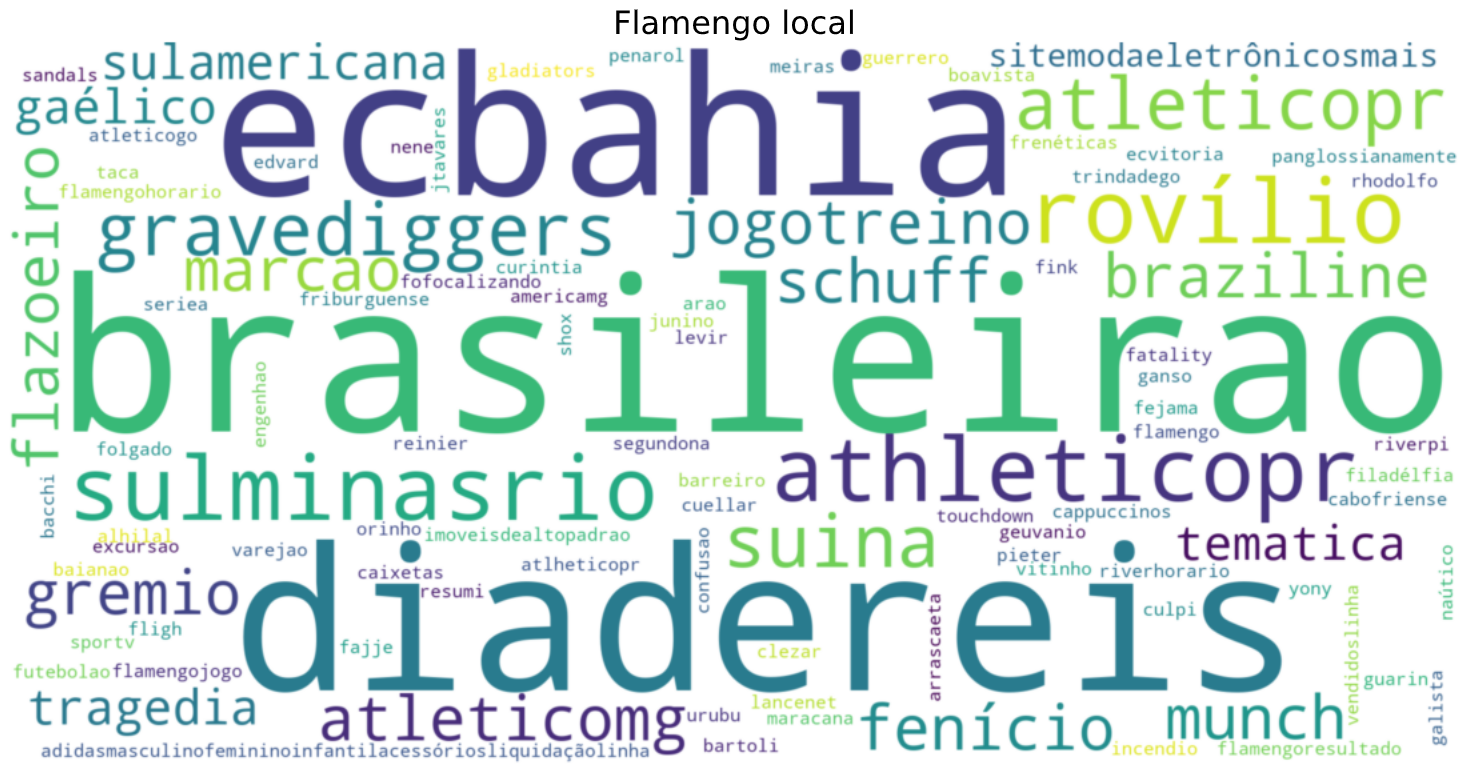 Flamengo local
sulamericana
penarol
guerrero
sitemodaeletrônicosmais
sandals
gladiators
meiras
boavista
ecbahia
gaélico
atleticopr
atleticogo
nene
jtavares
frenéticas
edvard
ecvitoria
panglossianamente
taca
trindadego
rhodolfo
flamengohorario
flazoeiro
gravediggers
jogotreino
rovílio
marcao
curintia
schuff
fink
braziline
fofocalizando
seriea
friburguense
americamg
arao
shox
junino
levir
brasileirao
fatality
ganso
engenhao
fejama
flamengo
folgado
reinier
segundona
riverpi
sulminasrio
athleticopr
barreiro
filadélfia
bacchi
cuellar
cabofriense
touchdown
cappuccinos
orinho
imoveisdealtopadrao
suina
geuvanio
tematica
alhilal
excursao
varejao
pieter
baianao
caixetas
atlheticopr
confusao
vitinho
riverhorario
naútico
gremio
resumi
yony
diadereis
culpi
fligh
arrascaeta
vendidoslinha
sportv
fajje
clezar
futebolao
flamengojogo
guarin
tragedia
atleticomg
lancenet
galista
urubu
maracana
fenício
munch
adidasmasculinofemininoinfantilacessóriosliquidaçãolinha
bartoli
incendio
flamengoresultado